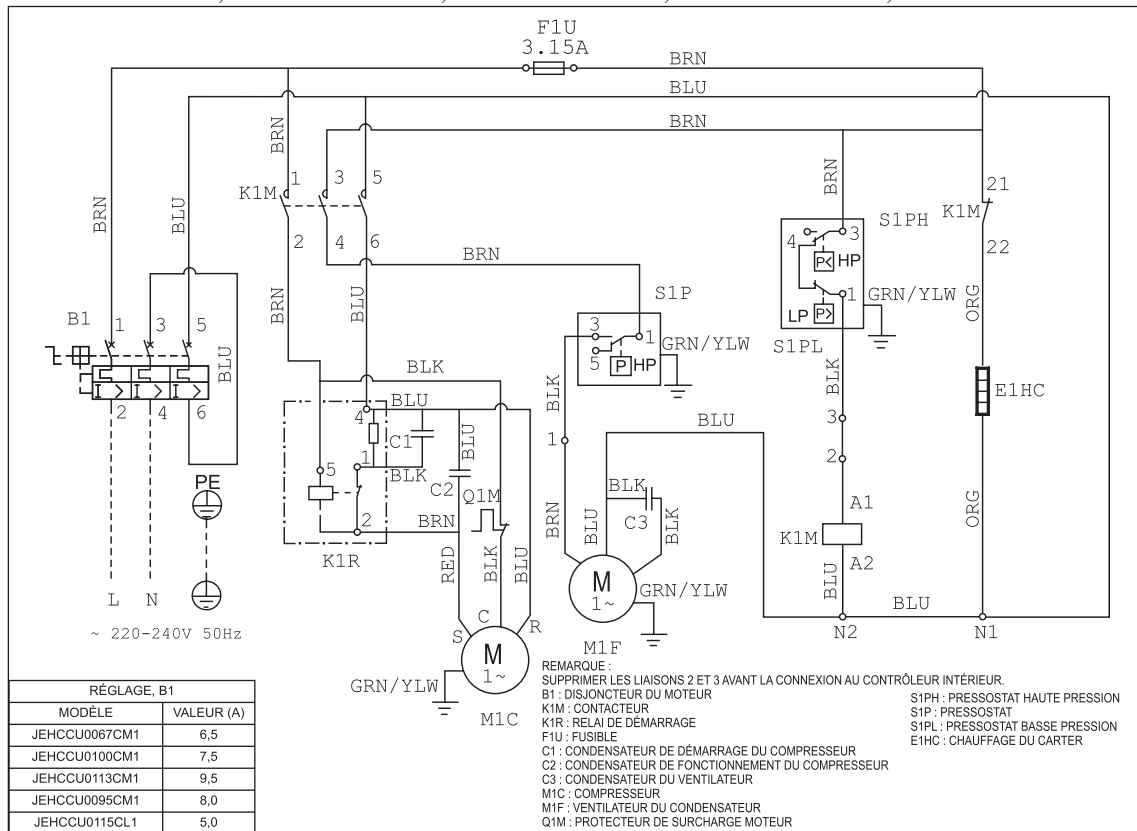 F1U
3.15A
BRN
BLU
BRN
BRN
BLU
BRN
BRN
1 3 5
K1M
2 4 6
21
K1M
22
S1PH
4 3
P< HP
1
LP P>
S1PL
GRN/YLW
ORG
BRN
BRN
BLU
S1P
3 1
5
P HP
GRN/YLW
B1
1 3 5
BLU
I > I > I >
2 4 6
PE
L N
~ 220-240V 50Hz
BLK
BLU
4
C1
1
BLK
5
2
K1R
BLU
C2
BRN
Q1M
RED
BLK
BLU
S C R
M
1~
GRN/YLW
M1C
BLK
1
BRN
BLU
BLK
C3
BLK
M
1~
GRN/YLW
M1F
BLU
BLK
3
2
A1
K1M
A2
BLU
BLU
N2 N1
E1HC
ORG
RÉGLAGE, B1
MODÈLE VALEUR (A)
JEHCCU0067CM1 6,5
JEHCCU0100CM1 7,5
JEHCCU0113CM1 9,5
JEHCCU0095CM1 8,0
JEHCCU0115CL1 5,0
REMARQUE :
SUPPRIMER LES LIAISONS 2 ET 3 AVANT LA CONNEXION AU CONTRÔLEUR INTÉRIEUR.
B1 : DISJONCTEUR DU MOTEUR
K1M : CONTACTEUR
K1R : RELAI DE DÉMARRAGE
F1U : FUSIBLE
C1 : CONDENSATEUR DE DÉMARRAGE DU COMPRESSEUR
C2 : CONDENSATEUR DE FONCTIONNEMENT DU COMPRESSEUR
C3 : CONDENSATEUR DU VENTILATEUR
M1C : COMPRESSEUR
M1F : VENTILATEUR DU CONDENSATEUR
Q1M : PROTECTEUR DE SURCHARGE MOTEUR
S1PH : PRESSOSTAT HAUTE PRESSION
S1P : PRESSOSTAT
S1PL : PRESSOSTAT BASSE PRESSION
E1HC : CHAUFFAGE DU CARTER